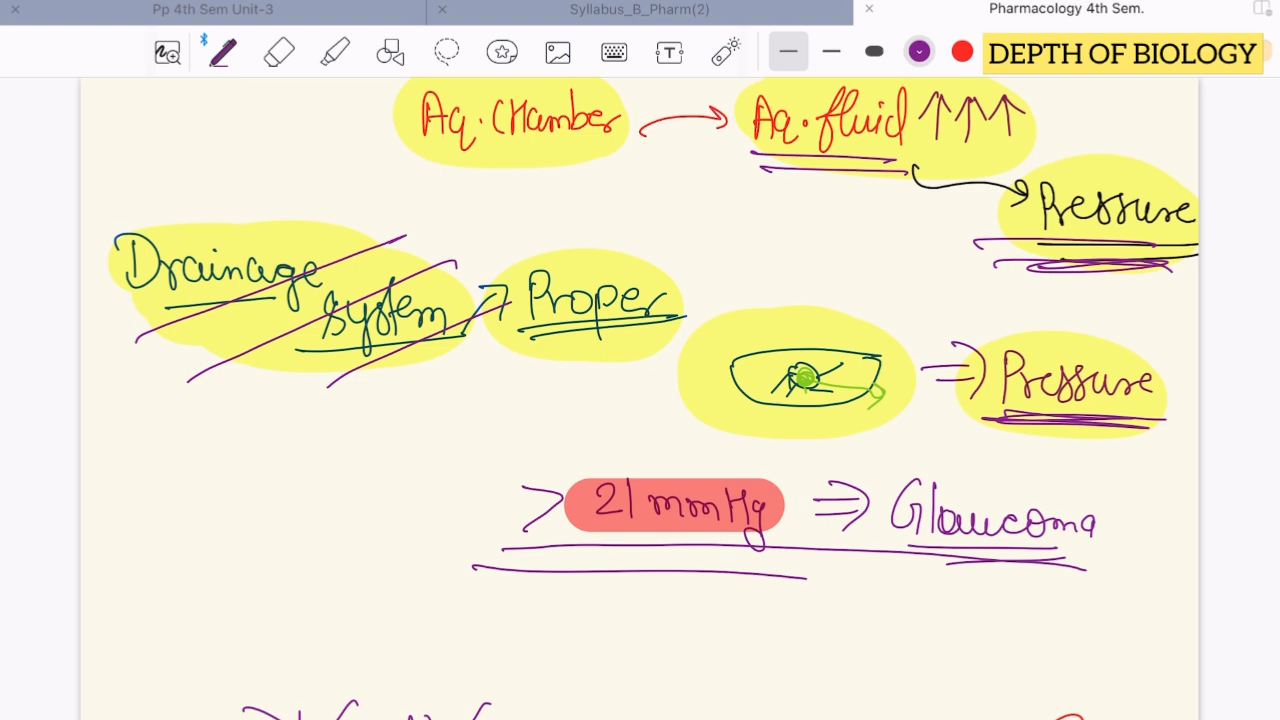 Pp 4th Sem Unit-3
Syllabus_B_Pharm(2)
Pharmacology 4th Sem.
T
DEPTH OF BIOLOGY
Aq. Chamber → Aq. fluid ↑↑↑
Pressure
Drainage
system → Proper
⇒ Pressure
> 21 mmHg ⇒ Glaucoma